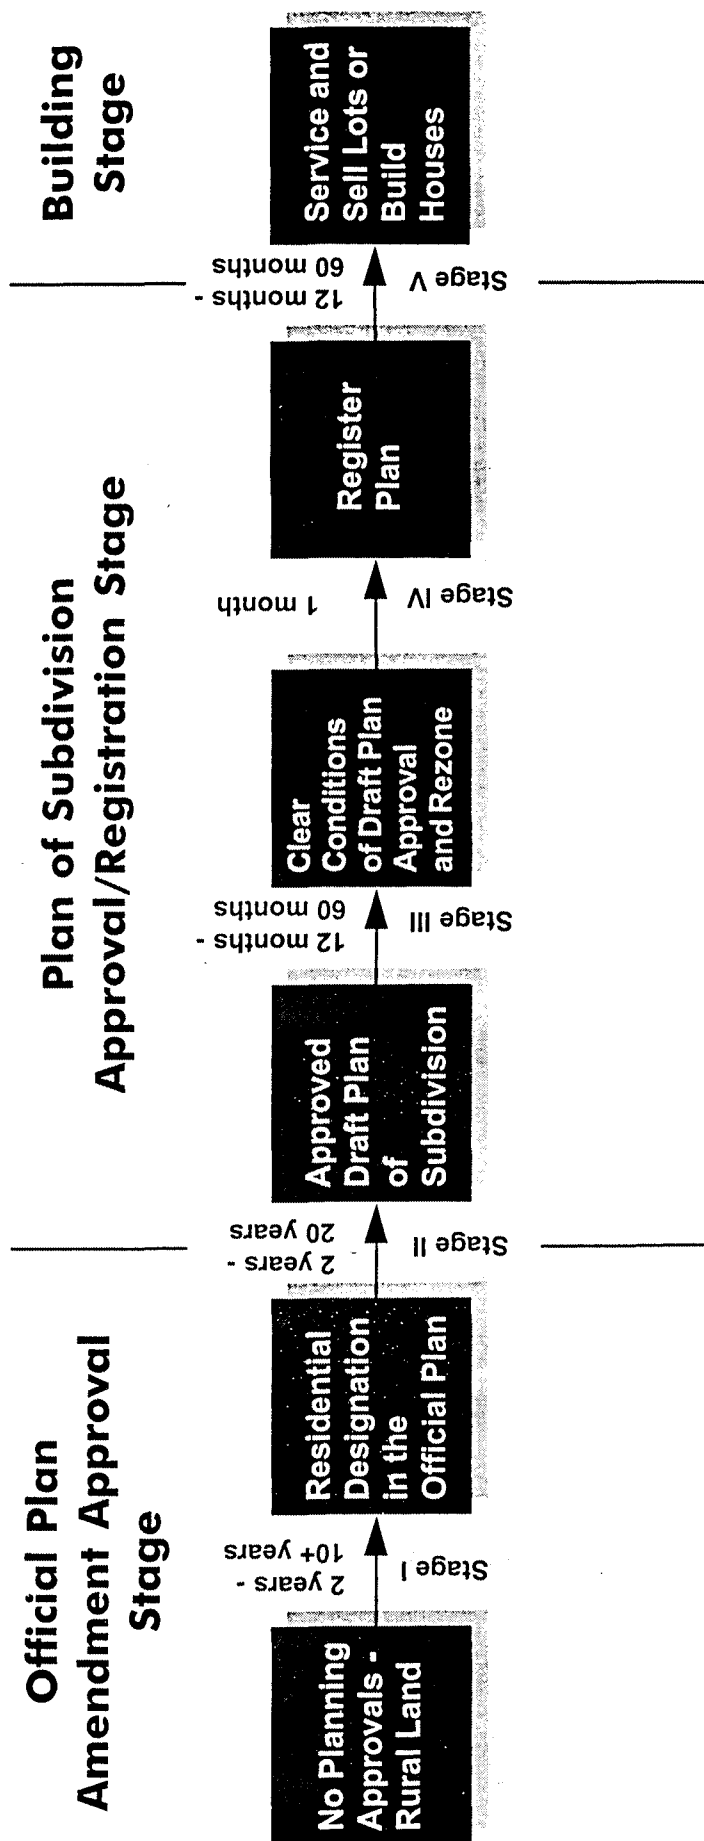 Official Plan
Amendment Approval
Stage
Plan of Subdivision
Approval/Registration Stage
Building
Stage
No Planning
Approvals -
Rural Land
2 years -
10+ years
Stage I
Residential
Designation
in the
Official Plan
2 years -
20 years
Stage II
Approved
Draft Plan
of
Subdivision
12 months -
60 months
Stage III
Clear
Conditions
of Draft Plan
Approval
and Rezone
1 month
Stage IV
Register
Plan
12 months -
60 months
Stage V
Service and
Sell Lots or
Build
Houses